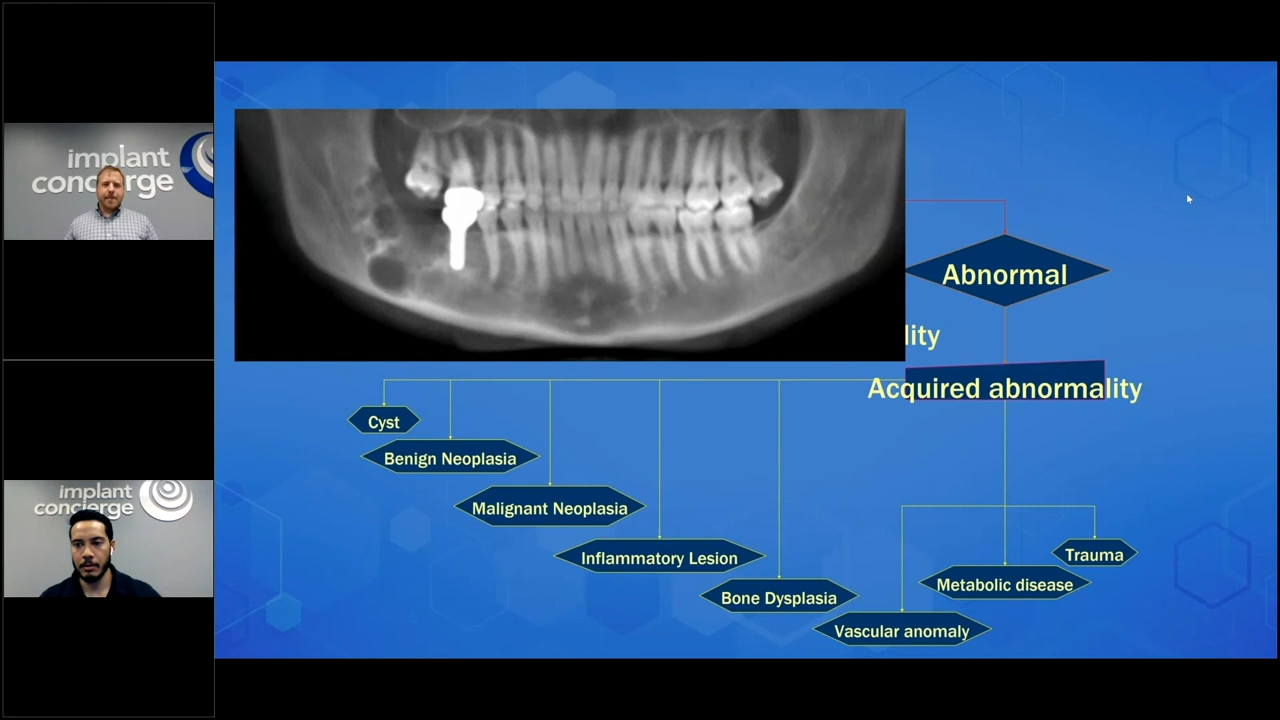 implant
concierge
implant
concierge
Abnormal
lity
Acquired abnormality
Cyst
Benign Neoplasia
Malignant Neoplasia
Inflammatory Lesion
Bone Dysplasia
Vascular anomaly
Metabolic disease
Trauma